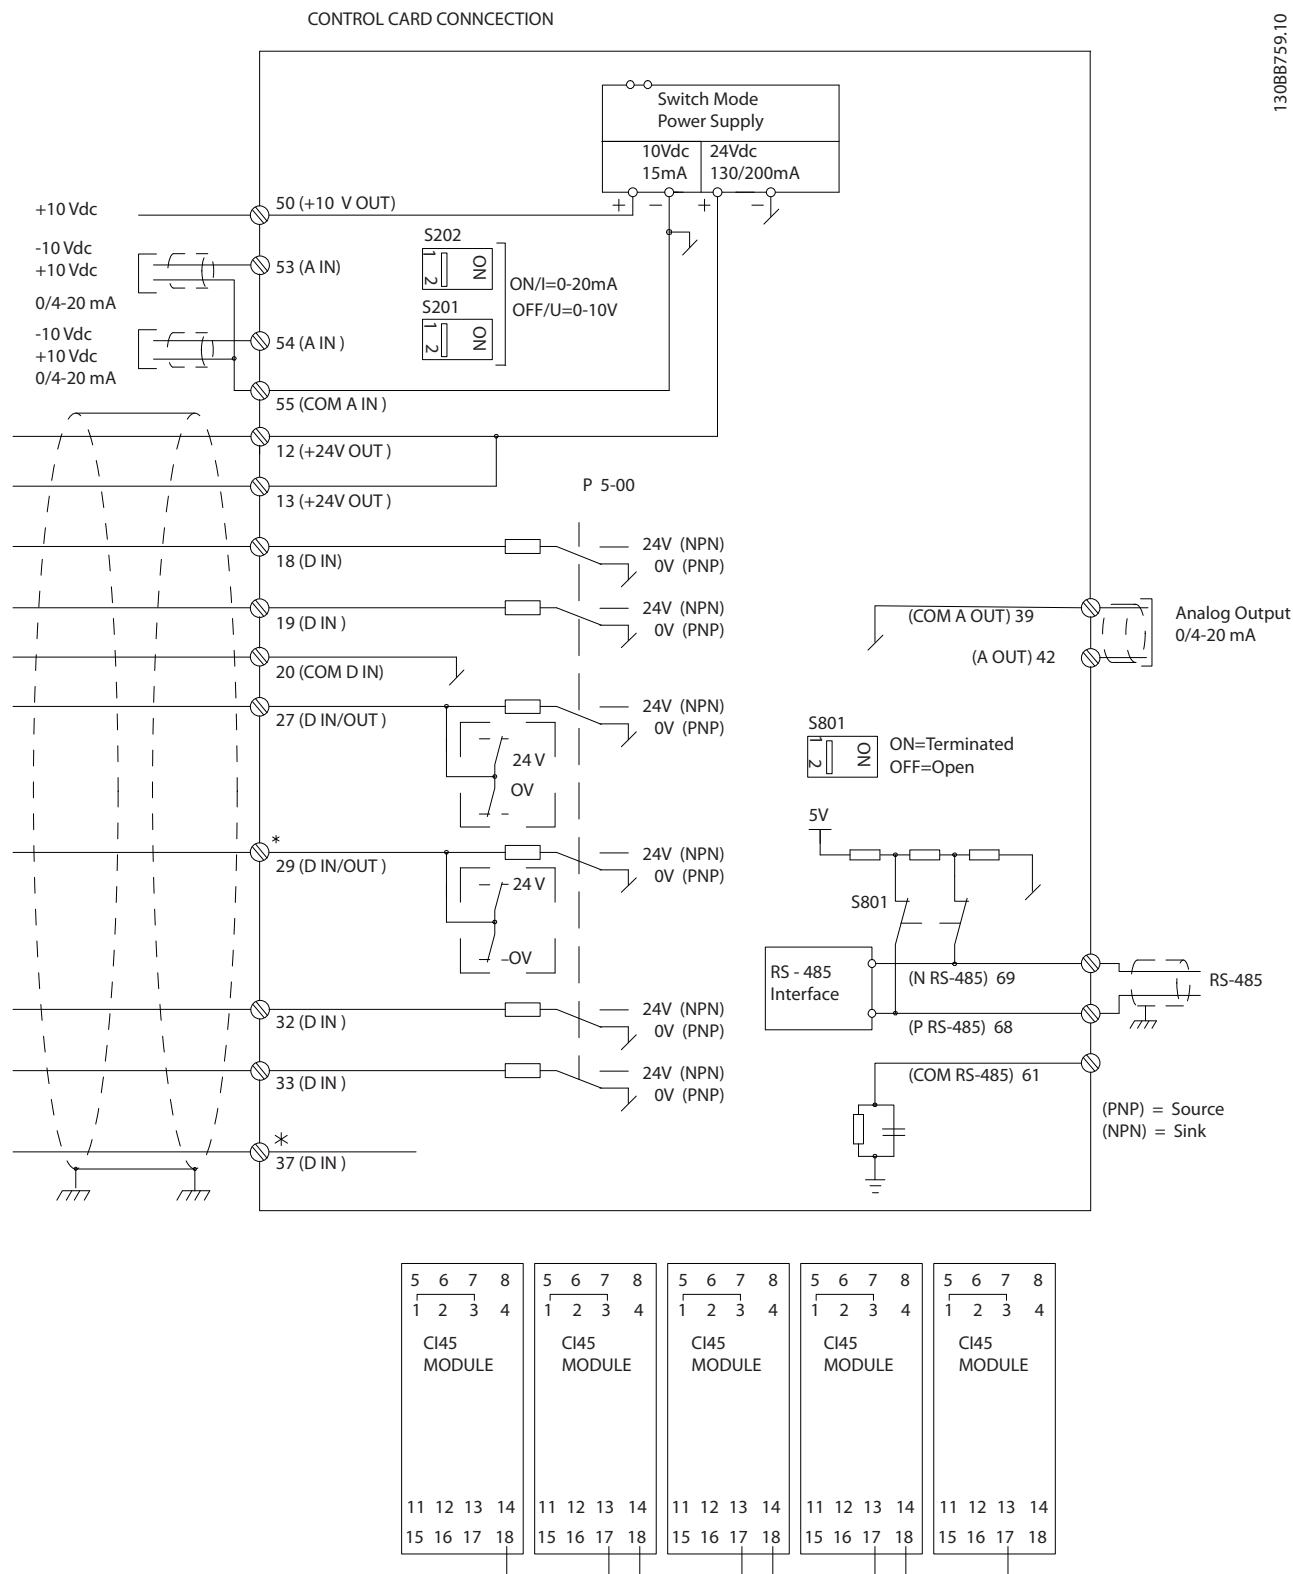 CONTROL CARD CONNCECTION
130BB759.10
Switch Mode
Power Supply
10Vdc
15mA
24Vdc
130/200mA
+ − + −
+10 Vdc
50 (+10 V OUT)
-10 Vdc
+10 Vdc
0/4-20 mA
53 (A IN)
S202
1 2 ON
ON/I=0-20mA
OFF/U=0-10V
S201
1 2 ON
-10 Vdc
+10 Vdc
0/4-20 mA
54 (A IN )
55 (COM A IN )
12 (+24V OUT )
13 (+24V OUT )
P 5-00
18 (D IN)
24V (NPN)
0V (PNP)
19 (D IN )
24V (NPN)
0V (PNP)
(COM A OUT) 39
Analog Output
0/4-20 mA
20 (COM D IN)
(A OUT) 42
27 (D IN/OUT )
24V (NPN)
0V (PNP)
24 V
OV
S801
1 2 ON
ON=Terminated
OFF=Open
5V
*
29 (D IN/OUT )
24V (NPN)
0V (PNP)
24 V
OV
S801
RS - 485
Interface
(N RS-485) 69
RS-485
(P RS-485) 68
32 (D IN )
24V (NPN)
0V (PNP)
33 (D IN )
24V (NPN)
0V (PNP)
(COM RS-485) 61
(PNP) = Source
(NPN) = Sink
*
37 (D IN )
5 6 7 8
1 2 3 4
CI45
MODULE
11 12 13 14
15 16 17 18
5 6 7 8
1 2 3 4
CI45
MODULE
11 12 13 14
15 16 17 18
5 6 7 8
1 2 3 4
CI45
MODULE
11 12 13 14
15 16 17 18
5 6 7 8
1 2 3 4
CI45
MODULE
11 12 13 14
15 16 17 18
5 6 7 8
1 2 3 4
CI45
MODULE
11 12 13 14
15 16 17 18